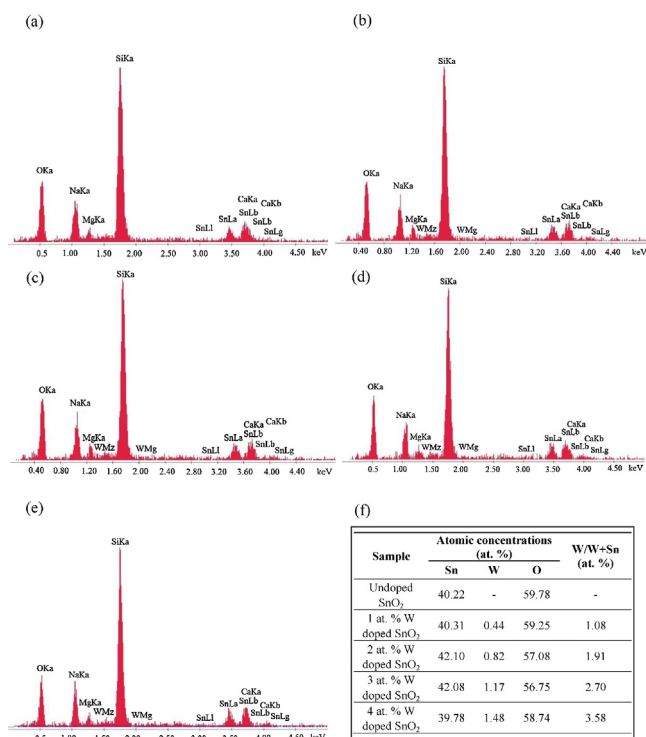 (a)
SiKa
OKa
NaKa
MgKa
SnLl
SnLa
CaKa
SnLb
CaKb
SnLb
SnLg
0.5 1.00 1.50 2.00 3.00 3.50 4.00 4.50 keV
(b)
SiKa
OKa
NaKa
MgKa
WMz
WMg
SnLl
SnLa
CaKa
SnLb
CaKb
SnLb
SnLg
0.40 0.80 1.20 1.60 2.00 2.40 2.80 3.20 3.60 4.00 4.40 keV
(c)
SiKa
OKa
NaKa
MgKa
WMz
WMg
SnLl
SnLa
CaKa
SnLb
CaKb
SnLb
SnLg
0.40 0.80 1.20 1.60 2.00 2.40 2.80 3.20 3.60 4.00 4.40 keV
(d)
SiKa
OKa
NaKa
MgKa
WMz
WMg
SnLl
SnLa
CaKa
SnLb
CaKb
SnLb
SnLg
0.5 1.00 1.50 2.00 3.00 3.50 4.00 4.50 keV
(e)
SiKa
OKa
NaKa
MgKa
WMz
WMg
SnLl
SnLa
CaKa
SnLb
CaKb
SnLb
SnLg
keV
(f)
Sample
Atomic concentrations
(at. %)
W/W+Sn
(at. %)
Sn W O
Undoped
SnO₂
40.22 - 59.78 -
1 at. % W
doped SnO₂
40.31 0.44 59.25 1.08
2 at. % W
doped SnO₂
42.10 0.82 57.08 1.91
3 at. % W
doped SnO₂
42.08 1.17 56.75 2.70
4 at. % W
doped SnO₂
39.78 1.48 58.74 3.58